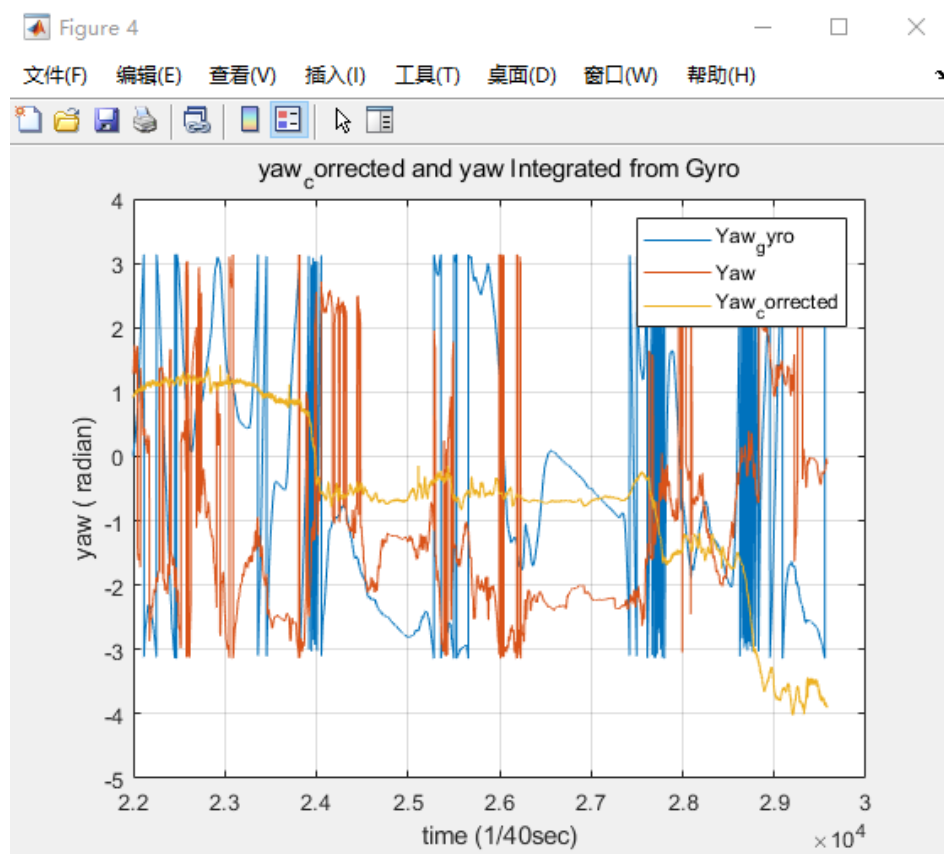 Figure 4
文件(F) 编辑(E) 查看(V) 插入(I) 工具(T) 桌面(D) 窗口(W) 帮助(H)
yaw_corrected and yaw Integrated from Gyro
Yaw_gyro
Yaw
Yaw_corrected
4
3
2
1
0
-1
-2
-3
-4
-5
yaw ( radian)
2.2 2.3 2.4 2.5 2.6 2.7 2.8 2.9 3
time (1/40sec)
×10^4